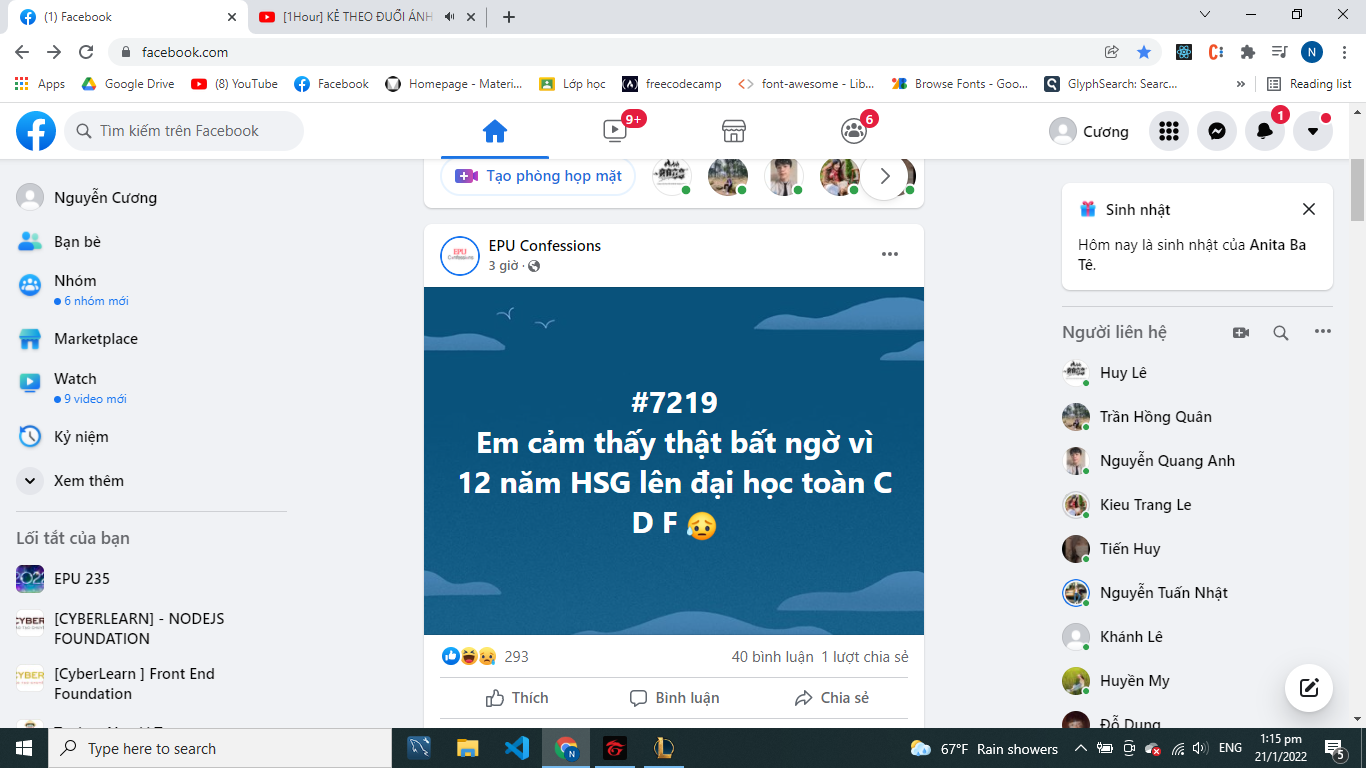 (1) Facebook
[1Hour] KẺ THEO ĐUỔI ÁNH
facebook.com
N
Apps
Google Drive
(8) YouTube
Facebook
Homepage - Materi...
Lớp học
freecodecamp
font-awesome - Lib...
Browse Fonts - Goo...
GlyphSearch: Searc...
»
Reading list
Tìm kiếm trên Facebook
9+
6
Cương
1
Nguyễn Cương
Bạn bè
Nhóm
6 nhóm mới
Marketplace
Watch
9 video mới
Kỷ niệm
Xem thêm
Lối tắt của bạn
EPU 235
[CYBERLEARN] - NODEJS
FOUNDATION
[CyberLearn ] Front End
Foundation
Tạo phòng họp mặt
EPU Confessions
3 giờ ·
#7219
Em cảm thấy thật bất ngờ vì
12 năm HSG lên đại học toàn C
D F 😥
293
40 bình luận 1 lượt chia sẻ
Thích
Bình luận
Chia sẻ
Sinh nhật
Hôm nay là sinh nhật của Anita Ba
Tê.
Người liên hệ
Huy Lê
Trần Hồng Quân
Nguyễn Quang Anh
Kieu Trang Le
Tiến Huy
Nguyễn Tuấn Nhật
Khánh Lê
Huyền My
Đỗ Dung
Type here to search
67°F Rain showers
ENG
1:15 pm
21/1/2022
5